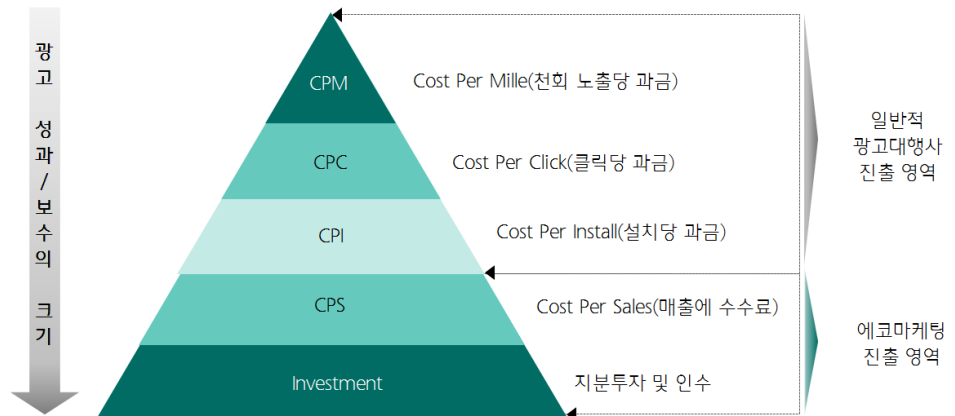 광고 성과/보수의 크기
CPM
Cost Per Mille(천회 노출당 과금)
CPC
Cost Per Click(클릭당 과금)
CPI
Cost Per Install(설치당 과금)
CPS
Cost Per Sales(매출에 수수료)
Investment
지분투자 및 인수
일반적
광고대행사
진출 영역
에코마케팅
진출 영역